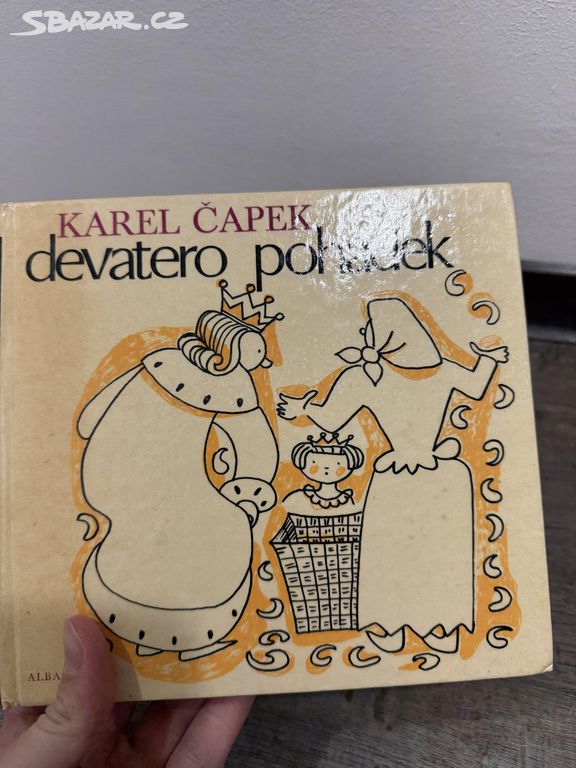 SBAZAR.CZ
KAREL ČAPEK
devatero pohádek
ALBA